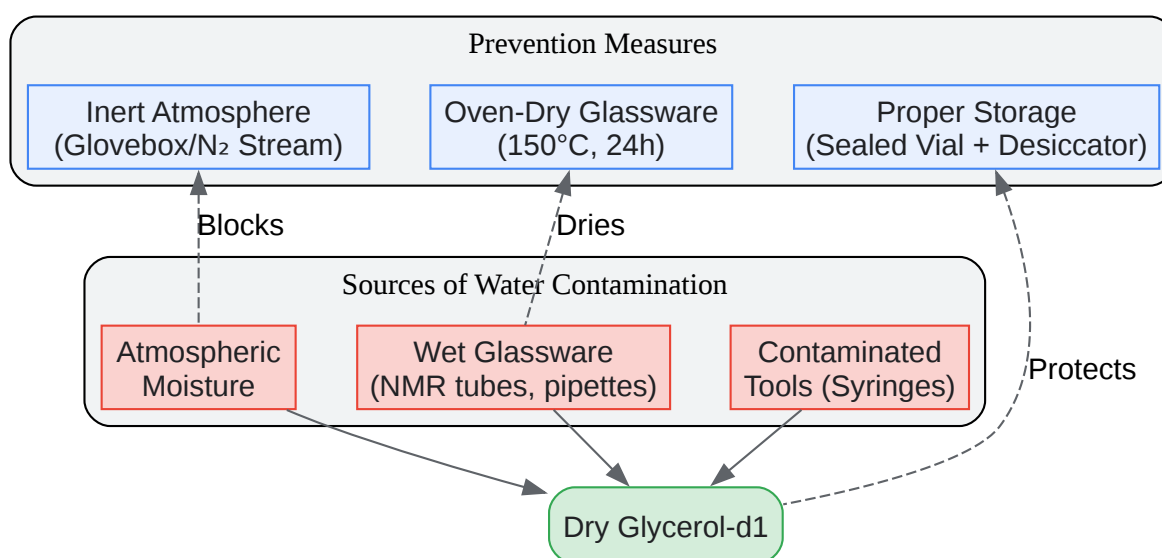 Prevention Measures
Inert Atmosphere
(Glovebox/N₂ Stream)
Oven-Dry Glassware
(150°C, 24h)
Proper Storage
(Sealed Vial + Desiccator)
Blocks
Dries
Sources of Water Contamination
Atmospheric
Moisture
Wet Glassware
(NMR tubes, pipettes)
Contaminated
Tools (Syringes)
Protects
Dry Glycerol-d1